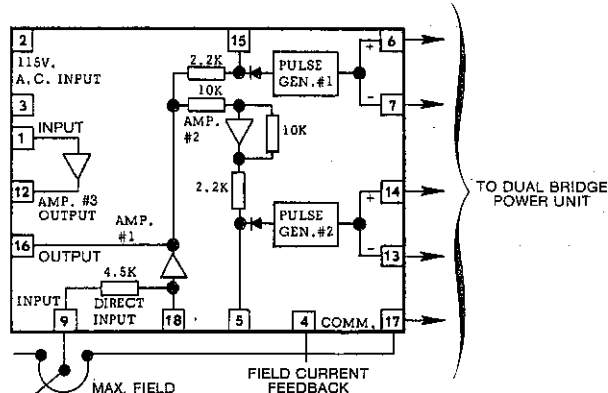 2
15
6
2.2K
+
115V.
A.C. INPUT
PULSE
GEN.#1
10K
-
3
7
AMP.
#2
1
INPUT
10K
2.2K
14
TO DUAL BRIDGE
POWER UNIT
12
AMP. #3
OUTPUT
+
PULSE
GEN.#2
AMP.
#1
16
OUTPUT
-
13
4.5K
INPUT
DIRECT
INPUT
COMM.
9
18
5
4
17
MAX. FIELD
FIELD CURRENT
FEEDBACK